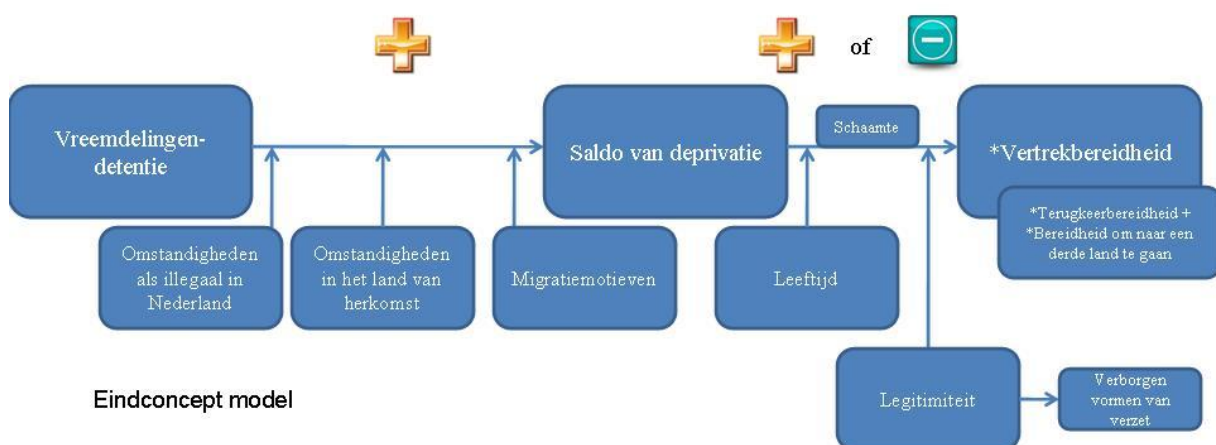 of
Vreemdelingen-
detentie
Saldo van deprivatie
Schaamte
*Vertrekbereidheid
*Terugkeerbereidheid +
*Bereidheid om naar een
derde land te gaan
Omstandigheden
als illegaal in
Nederland
Omstandigheden
in het land van
herkomst
Migratiemotieven
Leeftijd
Legitimiteit
Verborgen
vormen van
verzet
Eindconcept model